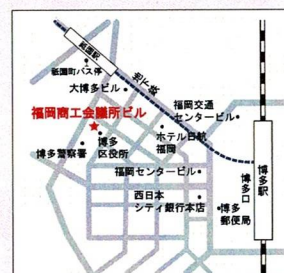 祇園駅
祇園町バス停
地下鉄
大博多ビル
福岡交通
センタービル
福岡商工会議所ビル
ホテル日航
福岡
博多警察署
博多
区役所
福岡センタービル
博多口
博多駅
西日本
シティ銀行本店
博多
郵便局